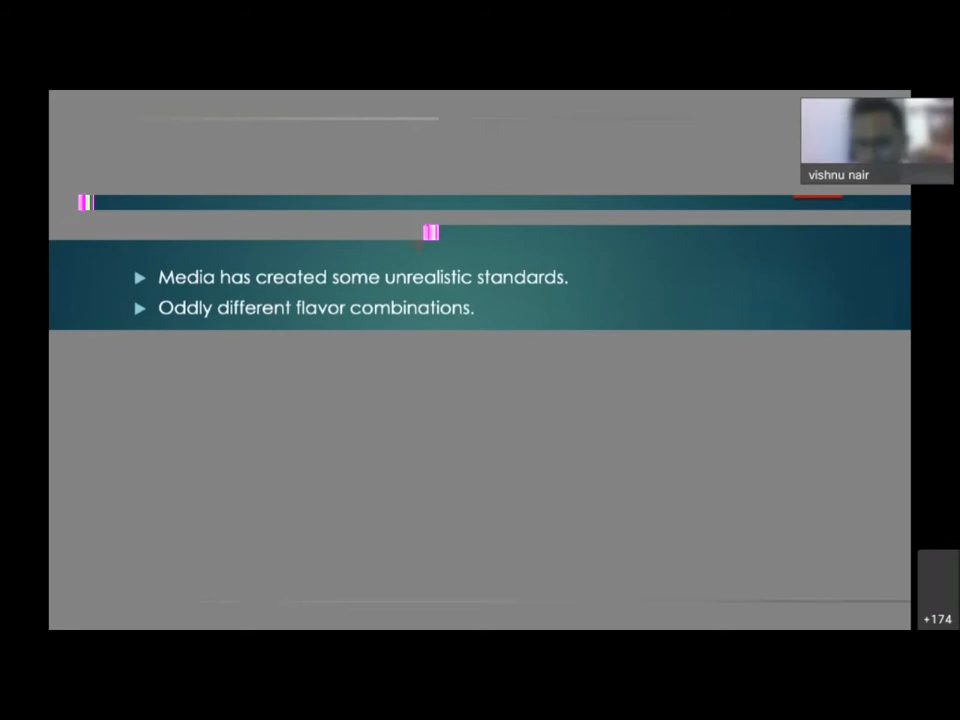 vishnu nair
Media has created some unrealistic standards.
Oddly different flavor combinations.
+174